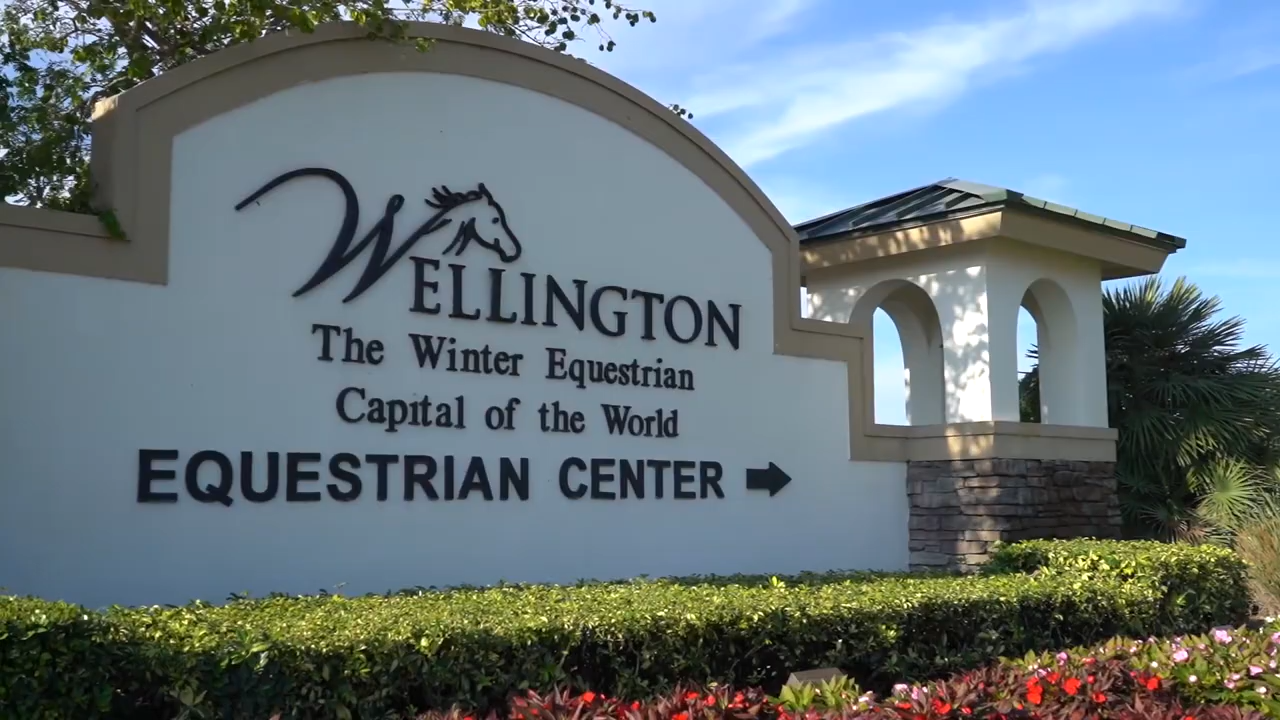 WELLINGTON
The Winter Equestrian
Capital of the World
EQUESTRIAN CENTER